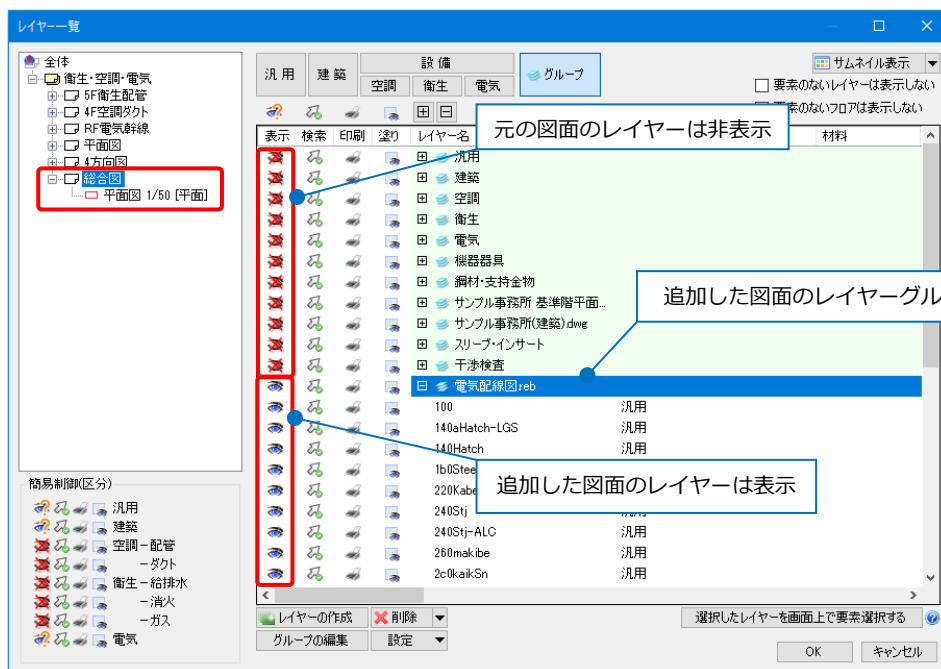 レイヤー一覧
全体
衛生・空調・電気
5F衛生配管
4F空調ダクト
RF電気幹線
平面図
4方向図
総合図
平面図 1/50 [平面]
汎用
建築
設備
空調
衛生
電気
グループ
サムネイル表示
要素のないレイヤーは表示しない
要素のないフロアは表示しない
表示 検索 印刷 塗り レイヤー名
材料
元の図面のレイヤーは非表示
汎用
建築
空調
衛生
電気
機器器具
鋼材・支持金物
サンプル事務所 基準階平面...
サンプル事務所(建築).dwg
スリーブ・インサート
干渉検査
追加した図面のレイヤーグル
電気配線図.reb
100 汎用
140aHatch-LGS 汎用
140Hatch 汎用
1b0Stee
220Kabe
240Stj
240Stj-ALC 汎用
260makibe 汎用
2c0kaikSn 汎用
追加した図面のレイヤーは表示
簡易制御(区分)
汎用
建築
空調-配管
-ダクト
衛生-給排水
-消火
-ガス
電気
レイヤーの作成
削除
選択したレイヤーを画面上で要素選択する
グループの編集
設定
OK
キャンセル